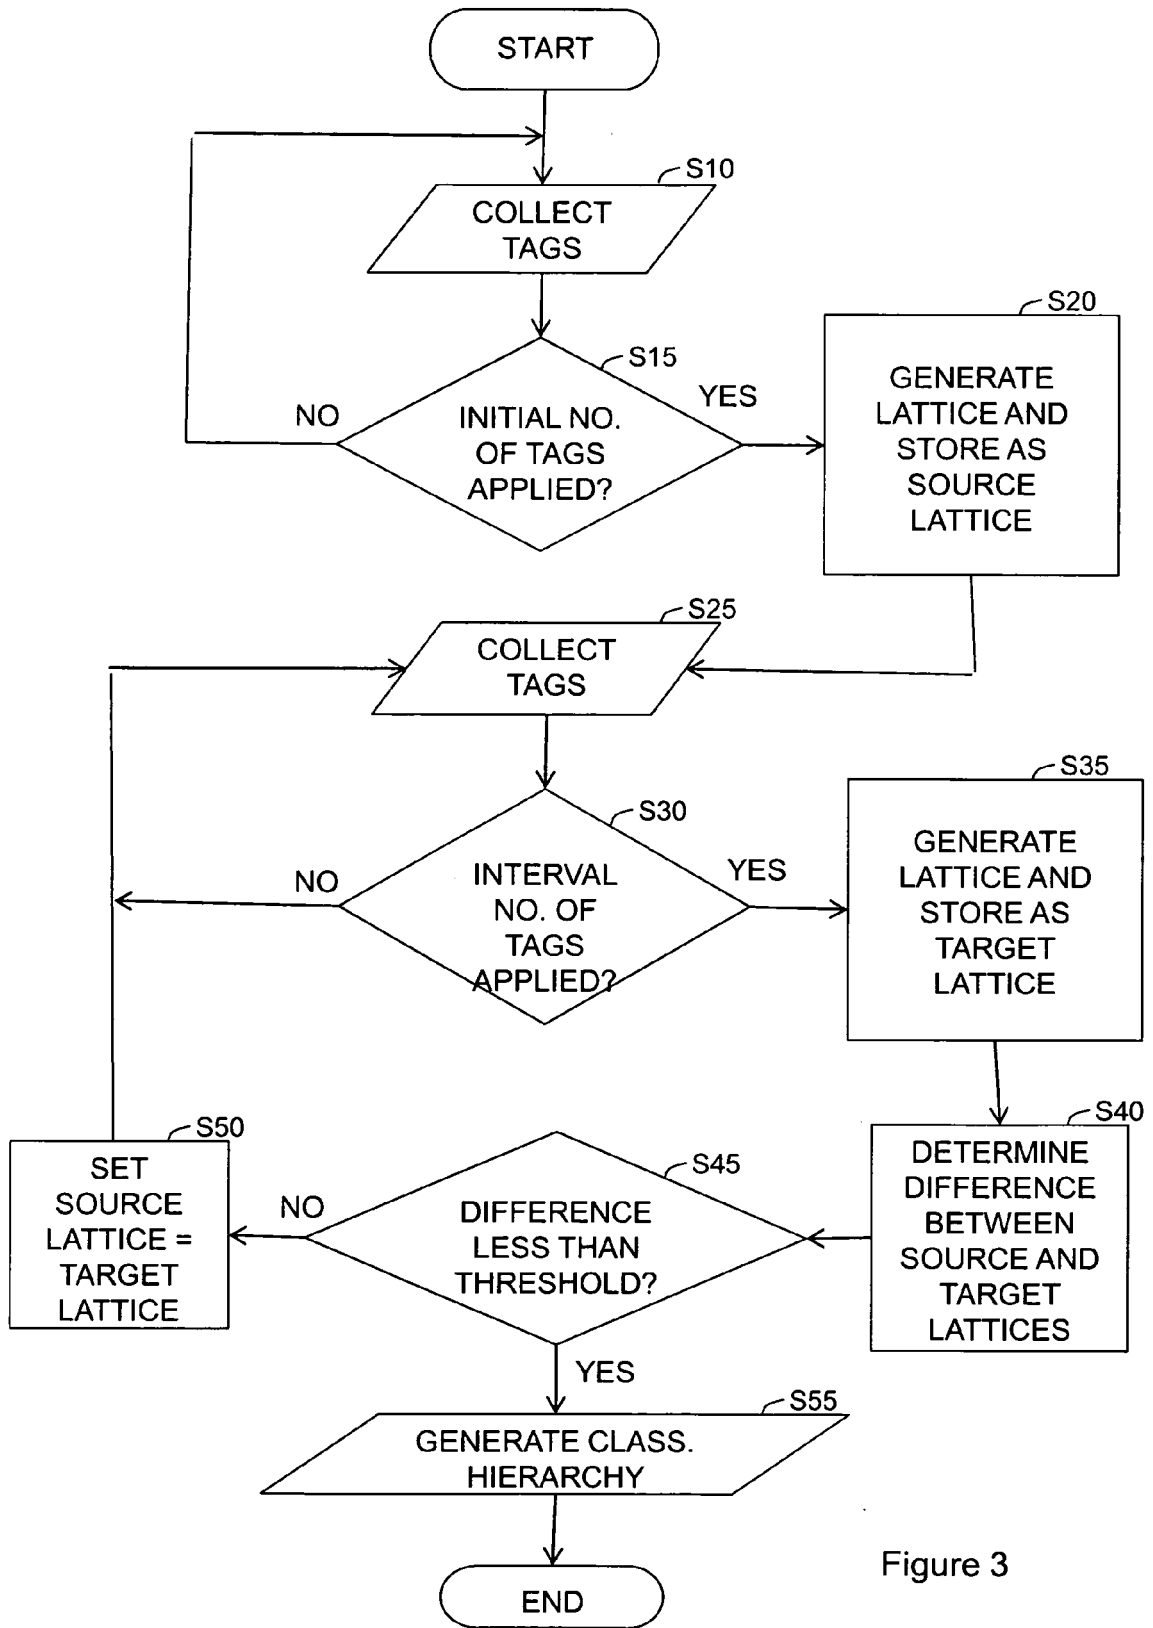 START
S10
COLLECT
TAGS
S15
S20
NO
YES
INITIAL NO.
OF TAGS
APPLIED?
GENERATE
LATTICE AND
STORE AS
SOURCE
LATTICE
S25
COLLECT
TAGS
S30
S35
NO
YES
INTERVAL
NO. OF
TAGS
APPLIED?
GENERATE
LATTICE AND
STORE AS
TARGET
LATTICE
S40
DETERMINE
DIFFERENCE
BETWEEN
SOURCE AND
TARGET
LATTICES
S45
DIFFERENCE
LESS THAN
THRESHOLD?
NO
S50
SET
SOURCE
LATTICE =
TARGET
LATTICE
YES
S55
GENERATE CLASS.
HIERARCHY
END
Figure 3